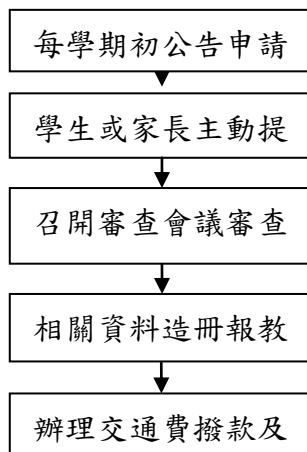 每學期初公告申請
學生或家長主動提
召開審查會議審查
相關資料造冊報教
辦理交通費撥款及